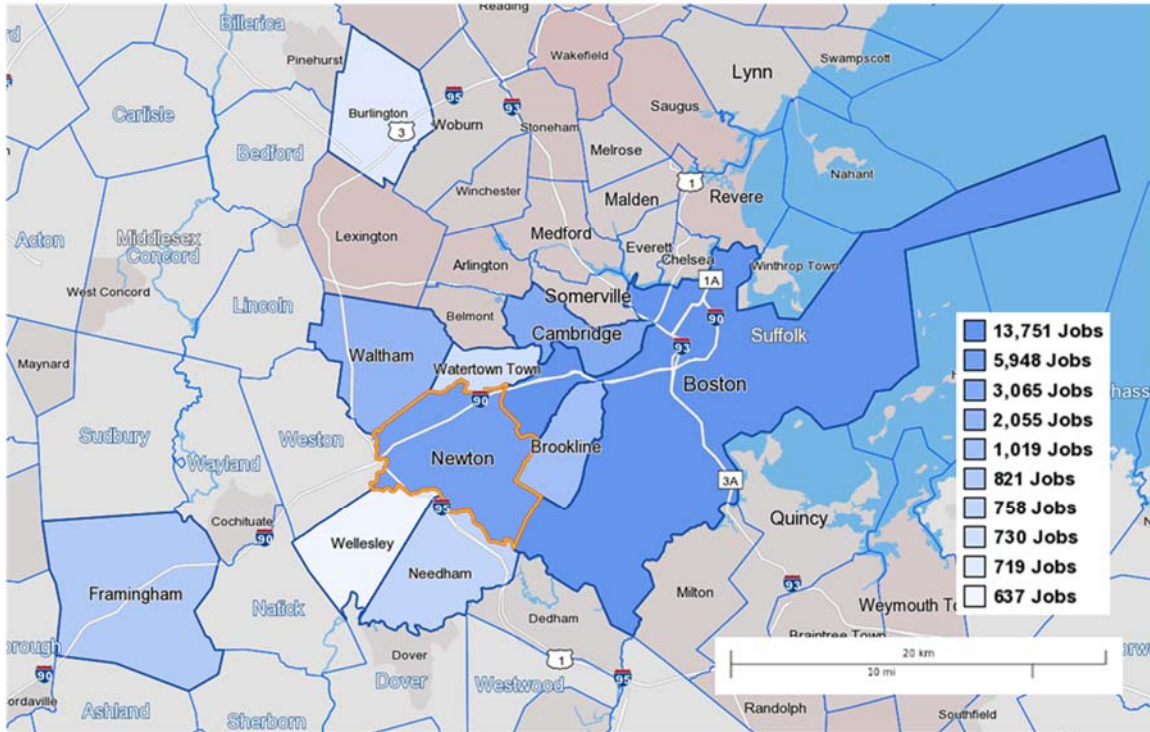 Billerica
Reading
Pinehurst
Wakefield
Lynn
Swampscott
Carlisle
Burlington
3
95
93
Woburn
Stoneham
Saugus
Bedford
Melrose
Winchester
1
Nahant
Malden
Revere
Acton
Middlesex
Concord
Lexington
Medford
Everett
Chelsea
Arlington
Winthrop Town
West Concord
Lincoln
1A
Somerville
Belmont
90
Cambridge
93
Suffolk
Maynard
Waltham
Watertown Town
Boston
90
Sudbury
Weston
Brookline
Wayland
Newton
3A
95
Cochituate
Quincy
90
Wellesley
Needham
Framingham
93
Milton
Natick
Weymouth
Dedham
Braintree Town
Dover
1
90
Dover
Westwood
95
Ashland
Sherborn
Randolph
Southfield
13,751 Jobs
5,948 Jobs
3,065 Jobs
2,055 Jobs
1,019 Jobs
821 Jobs
758 Jobs
730 Jobs
719 Jobs
637 Jobs
20 km
10 mi